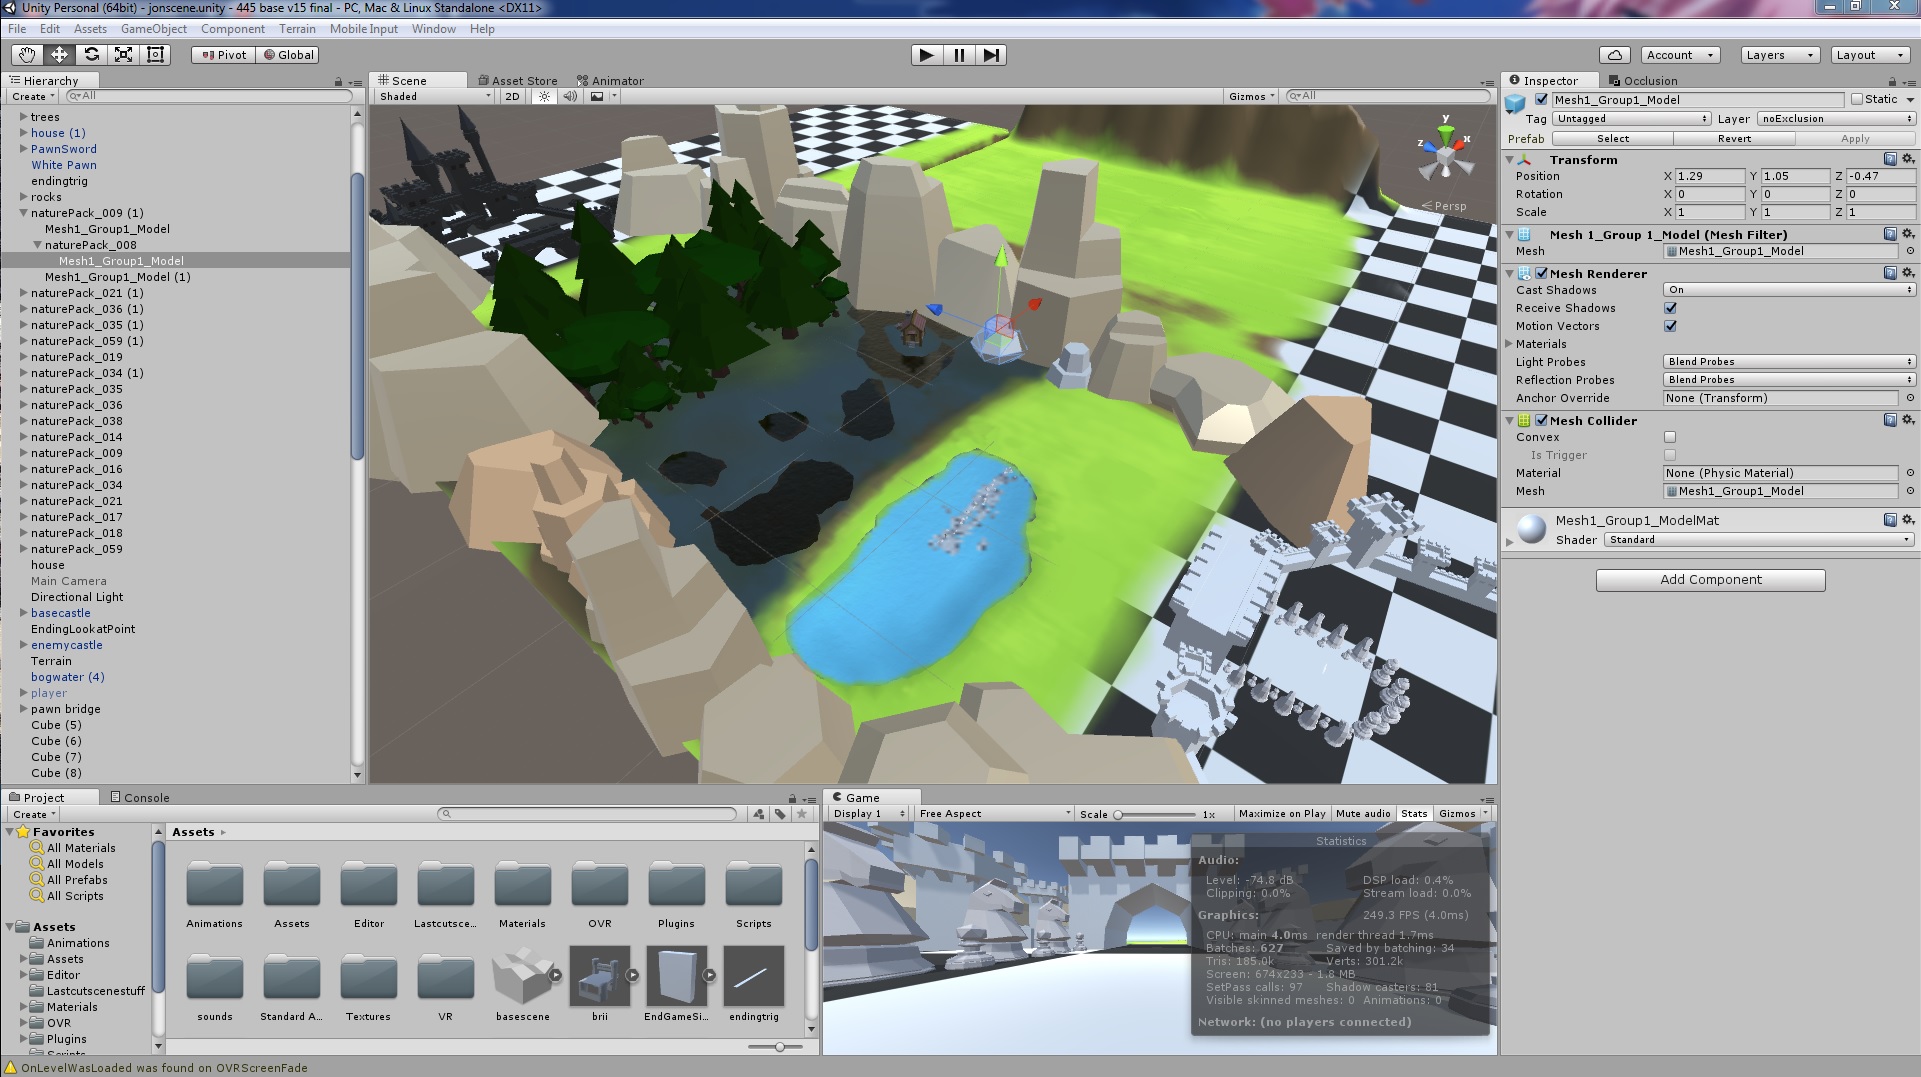 Unity Personal (64bit) - jonscene.unity - 445 base v15 final - PC, Mac & Linux Standalone <DX11>
File Edit Assets GameObject Component Terrain Mobile Input Window Help
Pivot Global Account Layers Layout
Hierarchy
Create All
trees
house (1)
PawnSword
White Pawn
endingtrig
rocks
naturePack_009 (1)
Mesh1_Group1_Model
naturePack_008
Mesh1_Group1_Model
Mesh1_Group1_Model (1)
naturePack_021 (1)
naturePack_036 (1)
naturePack_035 (1)
naturePack_059 (1)
naturePack_019
naturePack_034 (1)
naturePack_035
naturePack_036
naturePack_038
naturePack_014
naturePack_009
naturePack_016
naturePack_034
naturePack_021
naturePack_017
naturePack_018
naturePack_059
house
Main Camera
Directional Light
basecastle
EndingLookatPoint
enemycastle
Terrain
bogwater (4)
player
pawn bridge
Cube (5)
Cube (6)
Cube (7)
Cube (8)
Scene Asset Store Animator
Shaded 2D Gizmos All
y
x
z
Persp
Inspector Occlusion
Mesh1_Group1_Model Static
Tag Untagged Layer noExclusion
Prefab Select Revert Apply
Transform
Position X 1.29 Y 1.05 Z -0.47
Rotation X 0 Y 0 Z 0
Scale X 1 Y 1 Z 1
Mesh 1_Group 1_Model (Mesh Filter)
Mesh Mesh1_Group1_Model
Mesh Renderer
Cast Shadows On
Receive Shadows
Motion Vectors
Materials
Light Probes Blend Probes
Reflection Probes Blend Probes
Anchor Override None (Transform)
Mesh Collider
Convex
Is Trigger
Material None (Physic Material)
Mesh Mesh1_Group1_Model
Mesh1_Group1_ModelMat
Shader Standard
Add Component
Project Console
Create
Favorites
All Materials
All Models
All Prefabs
All Scripts
Assets
Animations
Assets
Editor
Lastcutscenestuff
Materials
OVR
Plugins
Scripts
Assets
Animations Assets Editor Lastcutsce... Materials OVR Plugins Scripts
sounds Standard A... Textures VR basescene brii EndGameSi... endingtrig
Game
Display 1 Free Aspect Scale 1x Maximize on Play Mute audio Stats Gizmos
Statistics
Audio:
Level: -74.8 dB DSP load: 0.4%
Clipping: 0.0% Stream load: 0.0%
Graphics: 249.3 FPS (4.0ms)
CPU: main 4.0ms render thread 1.7ms
Batches: 627 Saved by batching: 34
Tris: 185.0k Verts: 301.2k
Screen: 674x233 - 1.8 MB
SetPass calls: 97 Shadow casters: 81
Visible skinned meshes: 0 Animations: 0
Network: (no players connected)
OnLevelWasLoaded was found on OVRScreenFade